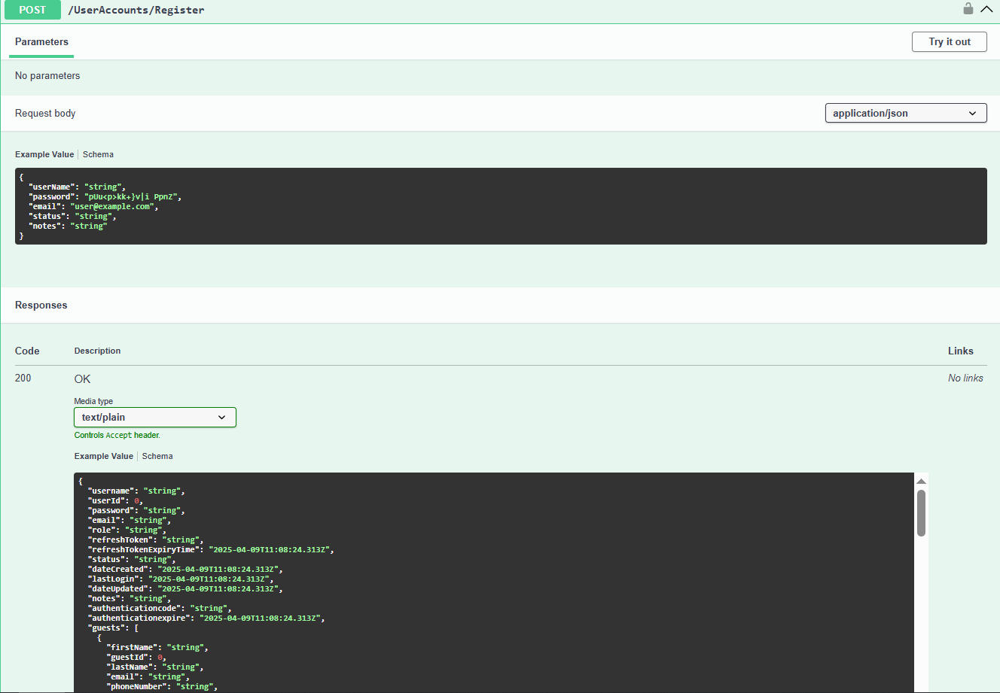 POST /UserAccounts/Register
Parameters
Try it out
No parameters
Request body
application/json
Example Value Schema
{
"userName": "string",
"password": "pUu<p>kk+}v|i PpnZ",
"email": "user@example.com",
"status": "string",
"notes": "string"
}
Responses
Code Description Links
200 OK No links
Media type
text/plain
Controls Accept header.
Example Value Schema
{
"username": "string",
"userId": 0,
"password": "string",
"email": "string",
"role": "string",
"refreshToken": "string",
"refreshTokenExpiryTime": "2025-04-09T11:08:24.313Z",
"status": "string",
"dateCreated": "2025-04-09T11:08:24.313Z",
"lastLogin": "2025-04-09T11:08:24.313Z",
"dateUpdated": "2025-04-09T11:08:24.313Z",
"notes": "string",
"authenticationcode": "string",
"authenticationexpire": "2025-04-09T11:08:24.313Z",
"guests": [
{
"firstName": "string",
"guestId": 0,
"lastName": "string",
"email": "string",
"phoneNumber": "string",